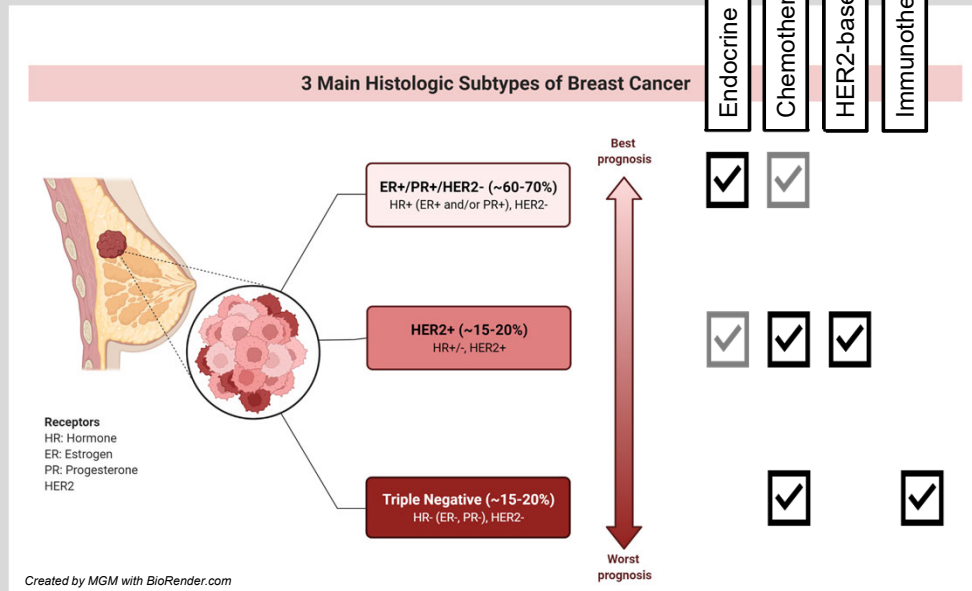 3 Main Histologic Subtypes of Breast Cancer
Endocrine
HER2-base
Best
prognosis
ER+/PR+/HER2- (~60-70%)
HR+ (ER+ and/or PR+), HER2-
HER2+ (~15-20%)
HR+/-, HER2+
Receptors
HR: Hormone
ER: Estrogen
PR: Progesterone
HER2
Triple Negative (~15-20%)
HR- (ER-, PR-), HER2-
Worst
prognosis
Created by MGM with BioRender.com